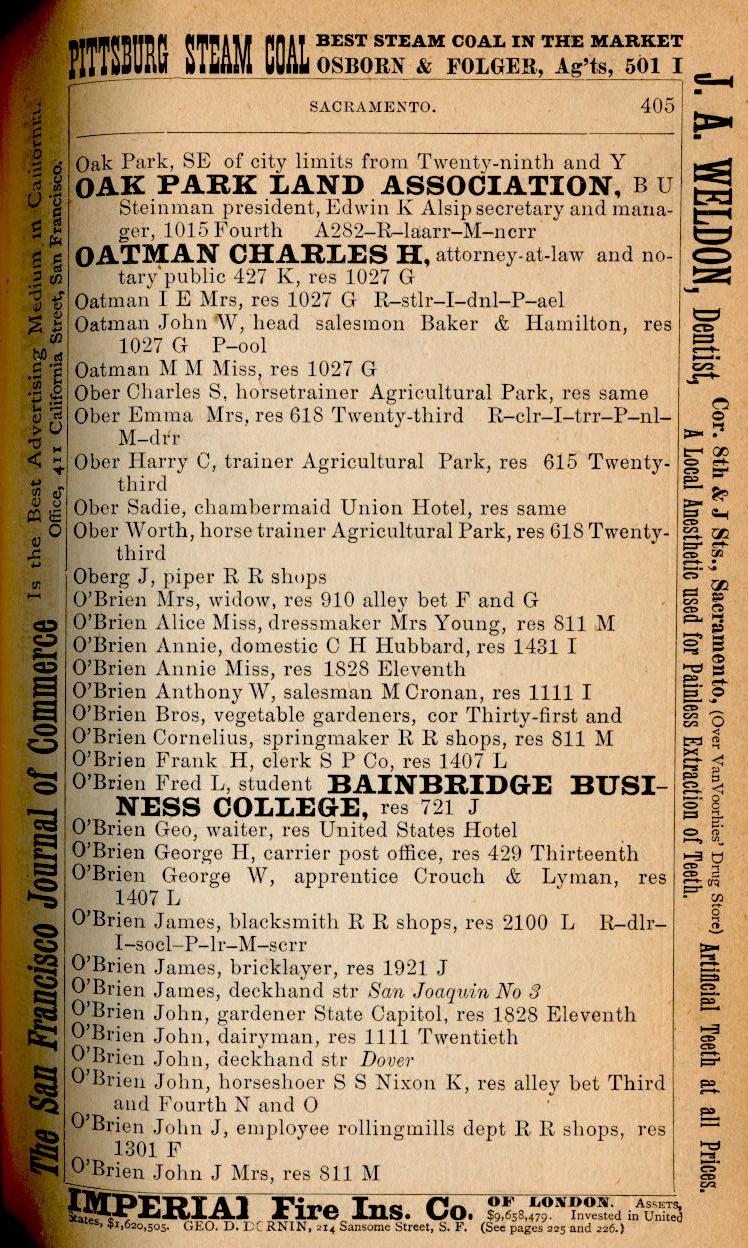 PITTSBURG STEAM COAL BEST STEAM COAL IN THE MARKET
OSBORN & FOLGER, Ag'ts, 501 I
SACRAMENTO. 405
Oak Park, SE of city limits from Twenty-ninth and Y
OAK PARK LAND ASSOCIATION, B U
Steinman president, Edwin K Alsip secretary and mana-
ger, 1015 Fourth A282–R–laarr–M–ncrr
OATMAN CHARLES H, attorney-at-law and no-
tary public 427 K, res 1027 G
Oatman I E Mrs, res 1027 G R–stlr–I–dnl–P–ael
Oatman John W, head salesmon Baker & Hamilton, res
1027 G P–ool
Oatman M M Miss, res 1027 G
Ober Charles S, horsetrainer Agricultural Park, res same
Ober Emma Mrs, res 618 Twenty-third R–clr–I–trr–P–nl–
M–drr
Ober Harry C, trainer Agricultural Park, res 615 Twenty-
third
Ober Sadie, chambermaid Union Hotel, res same
Ober Worth, horse trainer Agricultural Park, res 618 Twenty-
third
Oberg J, piper R R shops
O'Brien Mrs, widow, res 910 alley bet F and G
O'Brien Alice Miss, dressmaker Mrs Young, res 811 M
O'Brien Annie, domestic C H Hubbard, res 1431 I
O'Brien Annie Miss, res 1828 Eleventh
O'Brien Anthony W, salesman M Cronan, res 1111 I
O'Brien Bros, vegetable gardeners, cor Thirty-first and
O'Brien Cornelius, springmaker R R shops, res 811 M
O'Brien Frank H, clerk S P Co, res 1407 L
O'Brien Fred L, student BAINBRIDGE BUSI-
NESS COLLEGE, res 721 J
O'Brien Geo, waiter, res United States Hotel
O'Brien George H, carrier post office, res 429 Thirteenth
O'Brien George W, apprentice Crouch & Lyman, res
1407 L
O'Brien James, blacksmith R R shops, res 2100 L R–dlr–
I–socl–P–lr–M–scrr
O'Brien James, bricklayer, res 1921 J
O'Brien James, deckhand str San Joaquin No 3
O'Brien John, gardener State Capitol, res 1828 Eleventh
O'Brien John, dairyman, res 1111 Twentieth
O'Brien John, deckhand str Dover
O'Brien John, horseshoer S S Nixon K, res alley bet Third
and Fourth N and O
O'Brien John J, employee rollingmills dept R R shops, res
1301 F
O'Brien John J Mrs, res 811 M
IMPERIAL Fire Ins. Co. OF LONDON. ASSETS,
$9,658,479. Invested in United
States, $1,620,505. GEO. D. DORNIN, 214 Sansome Street, S. F. (See pages 225 and 226.)
The San Francisco Journal of Commerce Is the Best Advertising Medium in California.
Office, 411 California Street, San Francisco.
J. A. WELDON, Dentist, Cor. 8th & J Sts., Sacramento, (Over VanVoorhies' Drug Store) Artificial Teeth at all Prices.
A Local Anesthetic used for Painless Extraction of Teeth.